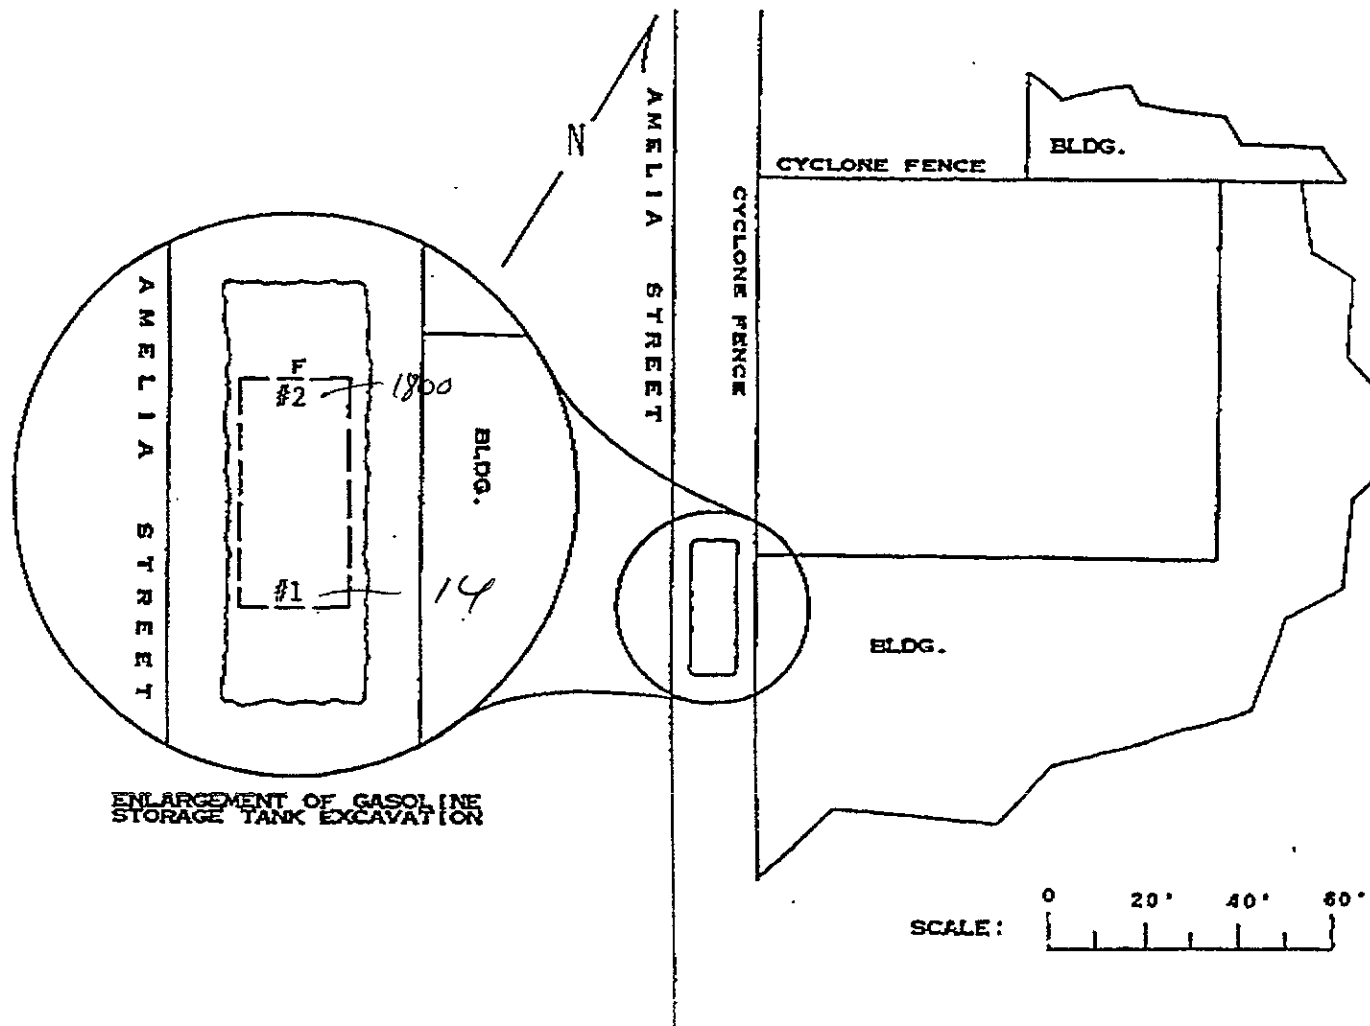 N
AMELIA STREET
CYCLONE FENCE
CYCLONE FENCE
BLDG.
AMELIA STREET
F
#2
1800
BLDG.
#1
14
BLDG.
ENLARGEMENT OF GASOLINE
STORAGE TANK EXCAVATION
0 20' 40' 60'
SCALE: